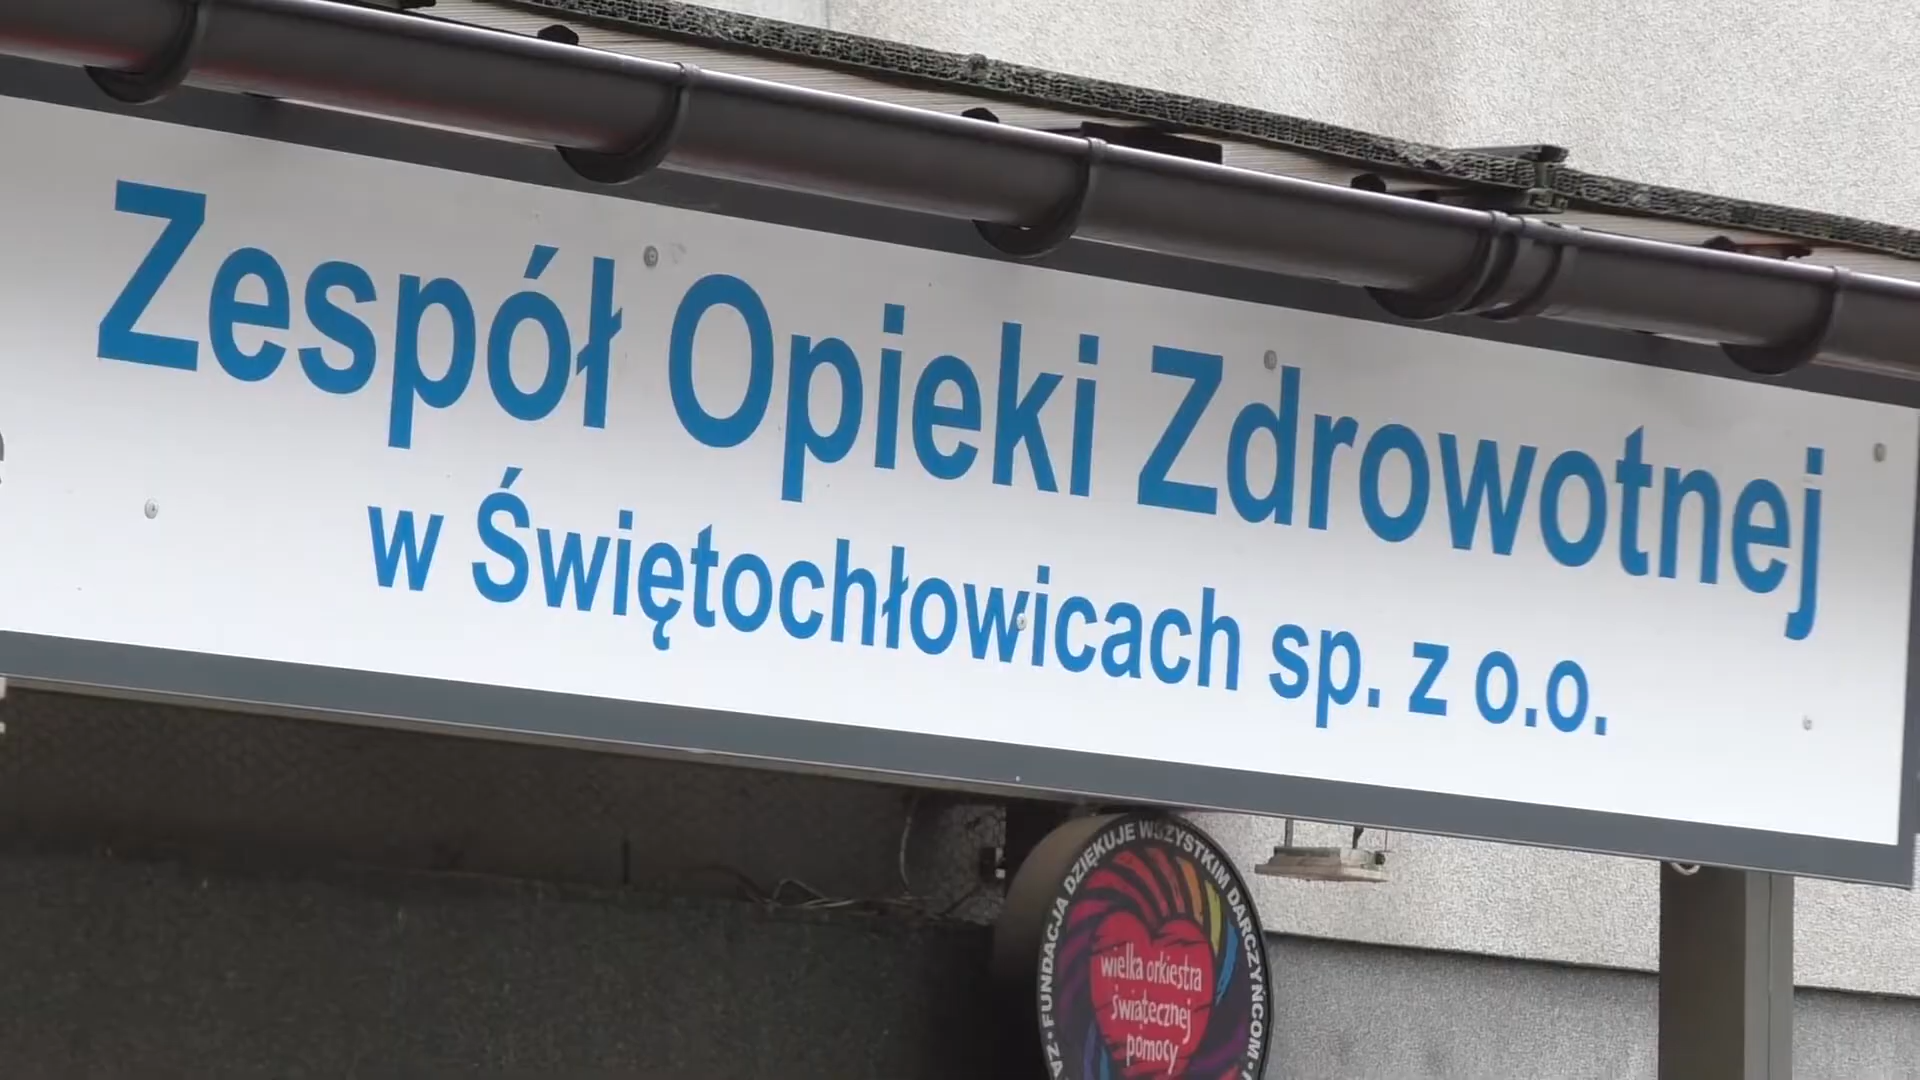 Zespół Opieki Zdrowotnej
w Świętochłowicach sp. z o.o.
FUNDACJA DZIĘKUJE WSZYSTKIM DARCZYŃCOM
wielka orkiestra
świątecznej
pomocy